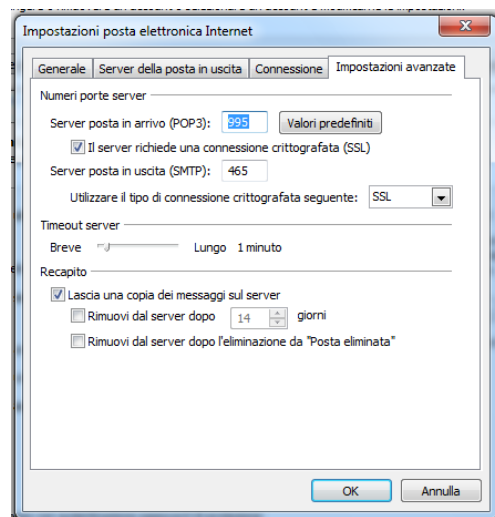 Impostazioni posta elettronica Internet
Generale Server della posta in uscita Connessione Impostazioni avanzate
Numeri porte server
Server posta in arrivo (POP3): 995 Valori predefiniti
Il server richiede una connessione crittografata (SSL)
Server posta in uscita (SMTP): 465
Utilizzare il tipo di connessione crittografata seguente: SSL
Timeout server
Breve Lungo 1 minuto
Recapito
Lascia una copia dei messaggi sul server
Rimuovi dal server dopo 14 giorni
Rimuovi dal server dopo l'eliminazione da "Posta eliminata"
OK Annulla